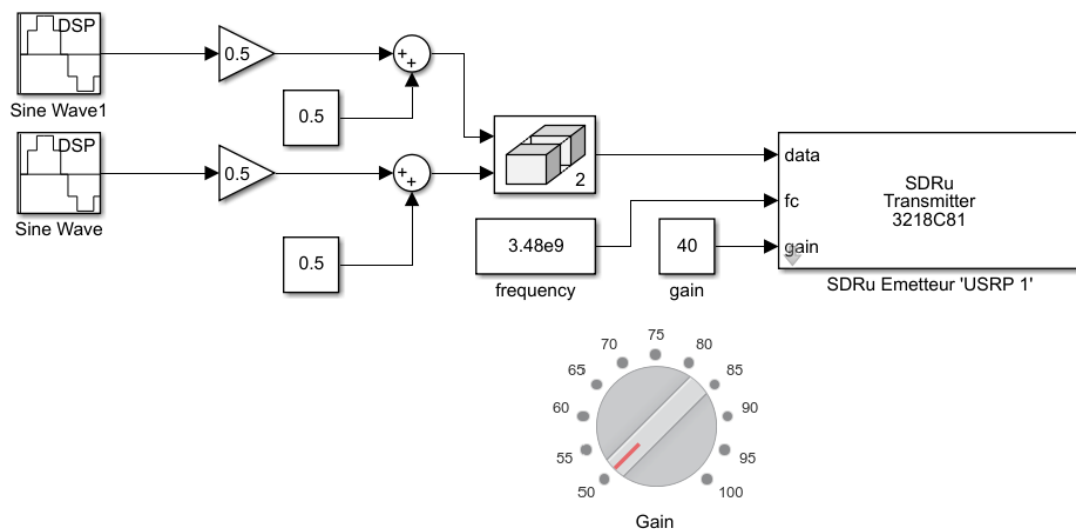 DSP
Sine Wave1
0.5
+
+
0.5
DSP
Sine Wave
0.5
+
+
0.5
2
3.48e9
frequency
40
gain
data
fc
gain
SDRu
Transmitter
3218C81
SDRu Emetteur 'USRP 1'
50
55
60
65
70
75
80
85
90
95
100
Gain